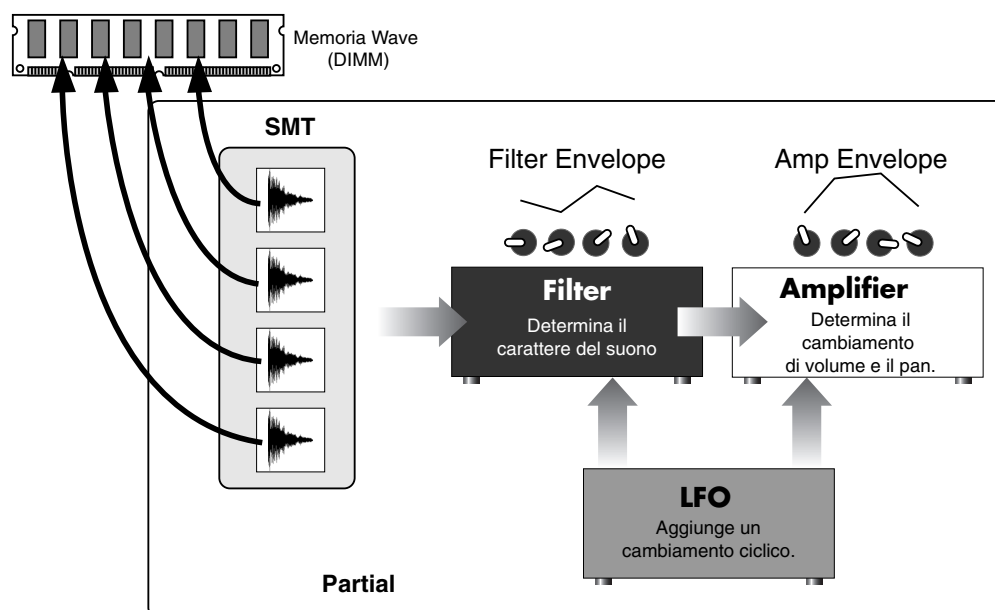 Memoria Wave
(DIMM)
SMT
Filter Envelope
Amp Envelope
Filter
Determina il
carattere del suono
Amplifier
Determina il
cambiamento
di volume e il pan.
LFO
Aggiunge un
cambiamento ciclico.
Partial